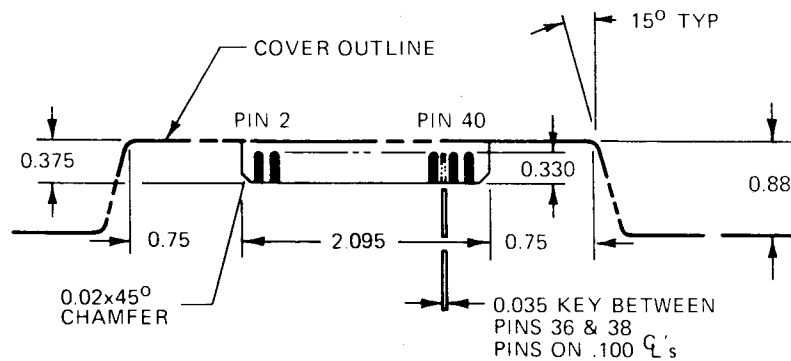 15° TYP
COVER OUTLINE
PIN 2
PIN 40
0.375
0.330
0.88
0.75
2.095
0.75
0.02x45°
CHAMFER
0.035 KEY BETWEEN
PINS 36 & 38
PINS ON .100 ℄'s